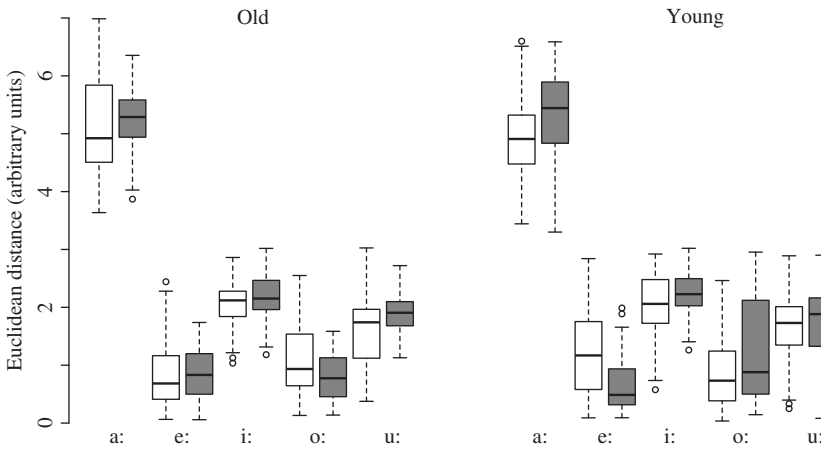 Old
Young
Euclidean distance (arbitrary units)
6
4
2
0
a: e: i: o: u:
a: e: i: o: u: